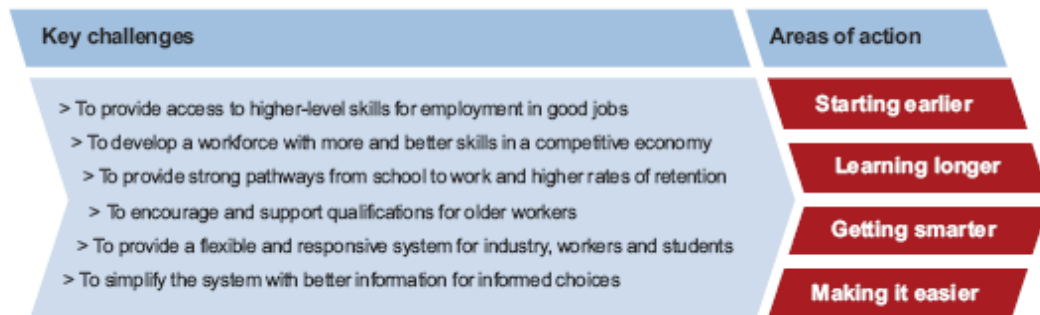 Key challenges
Areas of action
> To provide access to higher-level skills for employment in good jobs
> To develop a workforce with more and better skills in a competitive economy
> To provide strong pathways from school to work and higher rates of retention
> To encourage and support qualifications for older workers
> To provide a flexible and responsive system for industry, workers and students
> To simplify the system with better information for informed choices
Starting earlier
Learning longer
Getting smarter
Making it easier